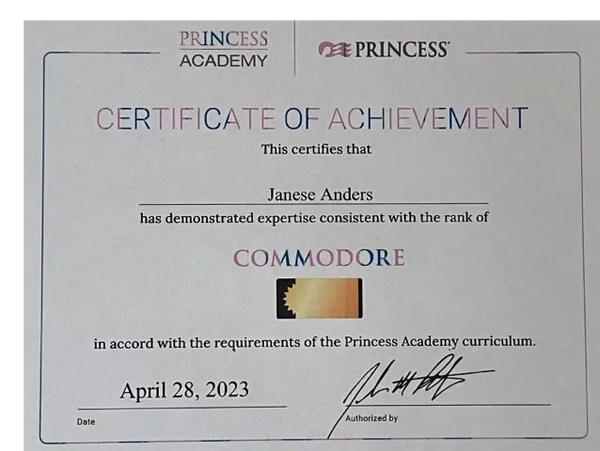 PRINCESS
ACADEMY
PRINCESS
CERTIFICATE OF ACHIEVEMENT
This certifies that
Janese Anders
has demonstrated expertise consistent with the rank of
COMMODORE
in accord with the requirements of the Princess Academy curriculum.
April 28, 2023
Date
Authorized by